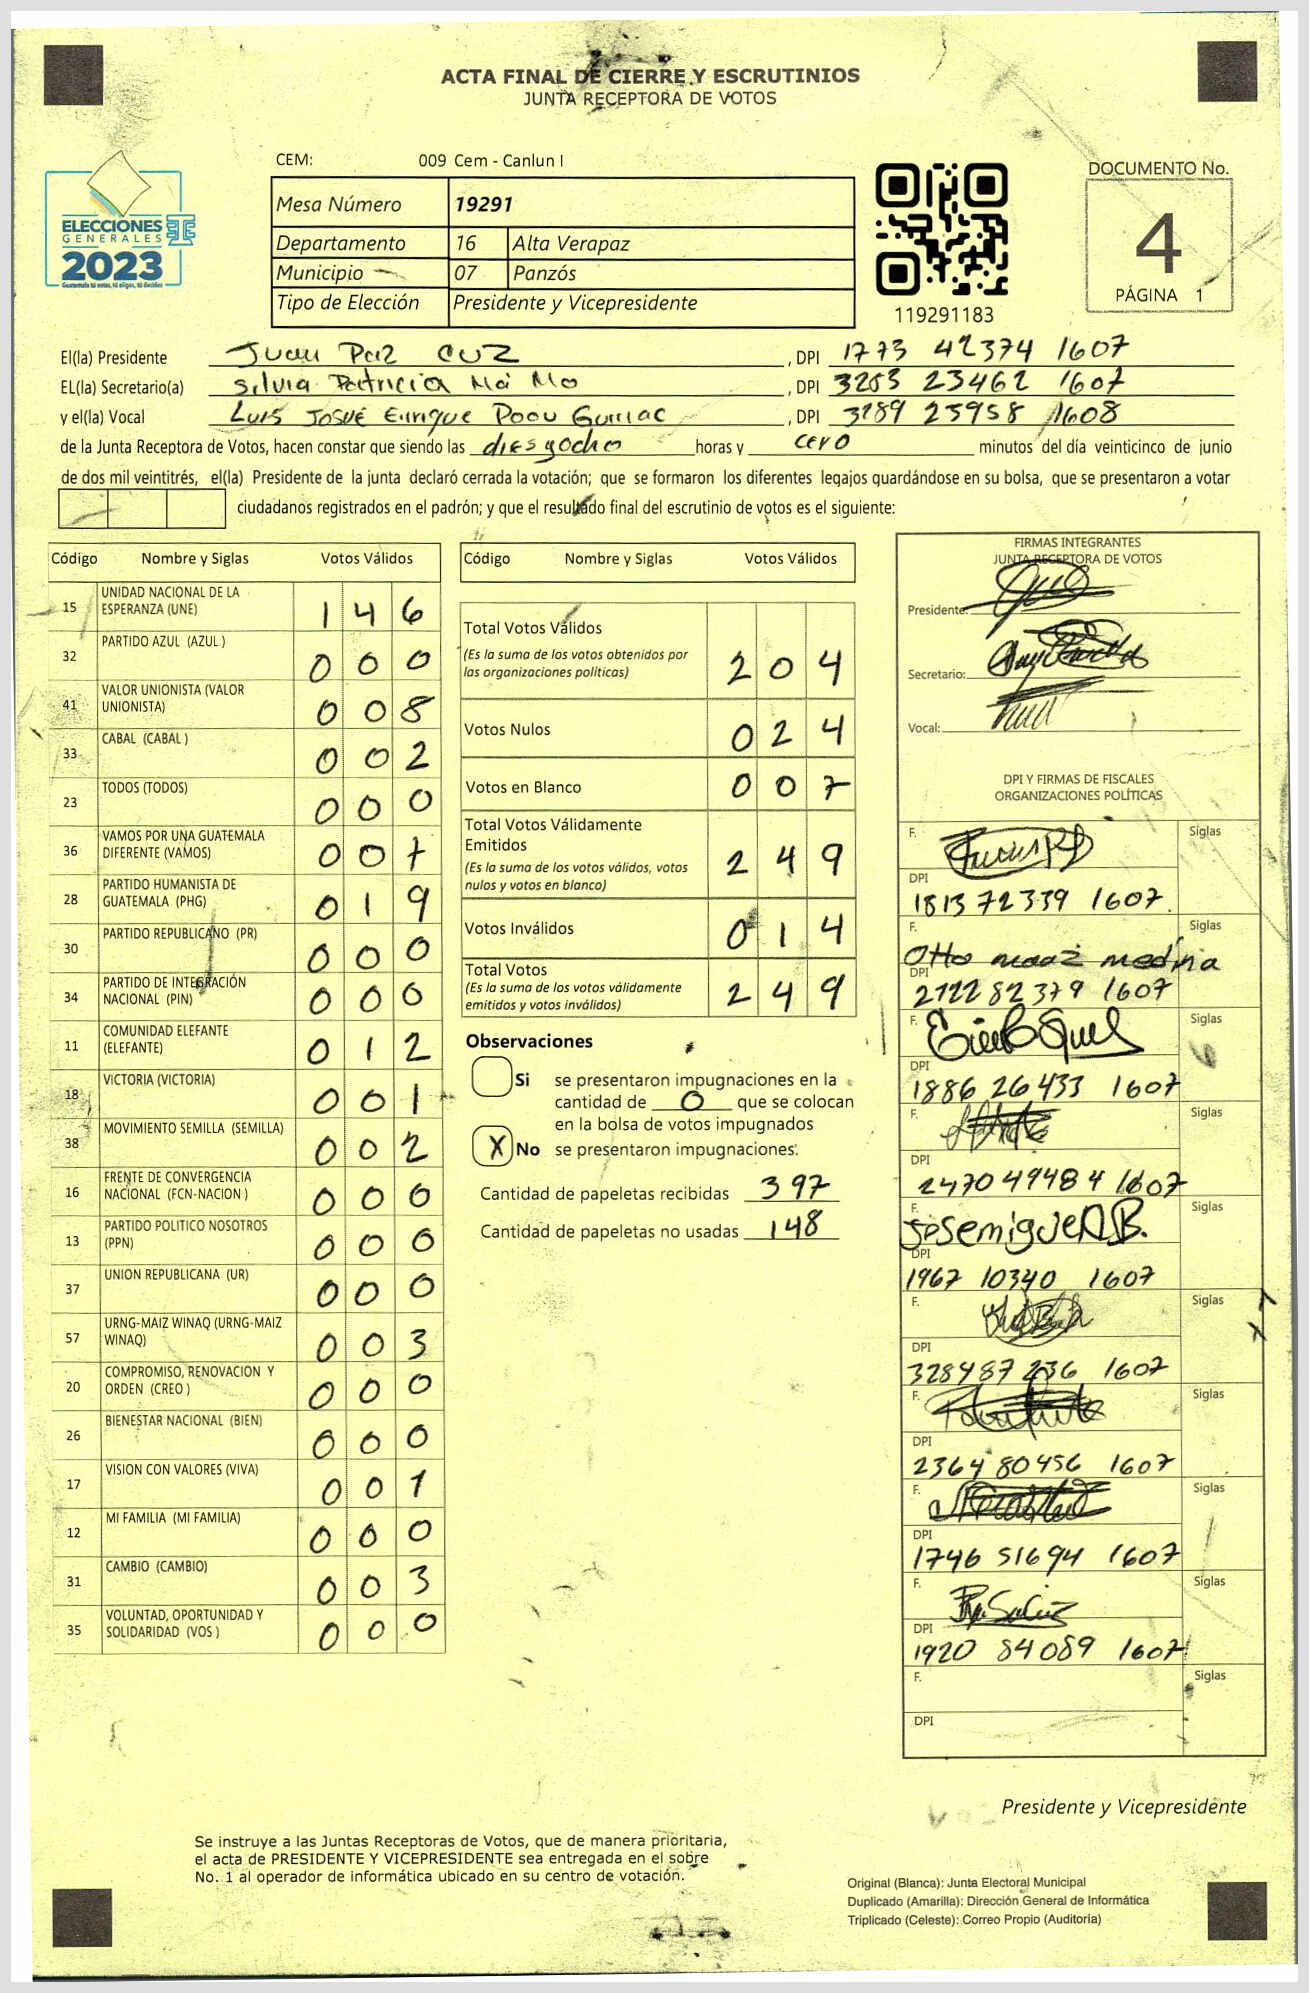 ACTA FINAL DE CIERRE Y ESCRUTINIOS
JUNTA RECEPTORA DE VOTOS
ELECCIONES
GENERALES
2023
Guatemala tú votas, tú eliges, tú decides
CEM: 009 Cem - Canlun I
Mesa Número 19291
Departamento 16 Alta Verapaz
Municipio 07 Panzós
Tipo de Elección Presidente y Vicepresidente
119291183
DOCUMENTO No.
4
PÁGINA 1
El(la) Presidente Juan Paz Cuz , DPI 1773 42374 1607
EL(la) Secretario(a) Silvia Patricia Má Mo , DPI 3253 23462 1607
y el(la) Vocal Luis Josué Enrique , DPI 3289 23958 1608
de la Junta Receptora de Votos, hacen constar que siendo las diesyocho horas y cero minutos del día veinticinco de junio
de dos mil veintitrés, el(la) Presidente de la junta declaró cerrada la votación; que se formaron los diferentes legajos guardándose en su bolsa, que se presentaron a votar
ciudadanos registrados en el padrón; y que el resultado final del escrutinio de votos es el siguiente:
Código Nombre y Siglas Votos Válidos
15 UNIDAD NACIONAL DE LA ESPERANZA (UNE) 1 4 6
32 PARTIDO AZUL (AZUL ) 0 0 0
41 VALOR UNIONISTA (VALOR UNIONISTA) 0 0 8
33 CABAL (CABAL ) 0 0 2
23 TODOS (TODOS) 0 0 0
36 VAMOS POR UNA GUATEMALA DIFERENTE (VAMOS) 0 0 7
28 PARTIDO HUMANISTA DE GUATEMALA (PHG) 0 1 9
30 PARTIDO REPUBLICANO (PR) 0 0 0
34 PARTIDO DE INTEGRACIÓN NACIONAL (PIN) 0 0 0
11 COMUNIDAD ELEFANTE (ELEFANTE) 0 1 2
18 VICTORIA (VICTORIA) 0 0 1
38 MOVIMIENTO SEMILLA (SEMILLA) 0 0 2
16 FRENTE DE CONVERGENCIA NACIONAL (FCN-NACION ) 0 0 0
13 PARTIDO POLITICO NOSOTROS (PPN) 0 0 0
37 UNION REPUBLICANA (UR) 0 0 0
57 URNG-MAIZ WINAQ (URNG-MAIZ WINAQ) 0 0 3
20 COMPROMISO, RENOVACION Y ORDEN (CREO ) 0 0 0
26 BIENESTAR NACIONAL (BIEN) 0 0 0
17 VISION CON VALORES (VIVA) 0 0 1
12 MI FAMILIA (MI FAMILIA) 0 0 0
31 CAMBIO (CAMBIO) 0 0 3
35 VOLUNTAD, OPORTUNIDAD Y SOLIDARIDAD (VOS ) 0 0 0
Código Nombre y Siglas Votos Válidos
Total Votos Válidos
(Es la suma de los votos obtenidos por
las organizaciones políticas) 2 0 4
Votos Nulos 0 2 4
Votos en Blanco 0 0 7
Total Votos Válidamente
Emitidos 2 4 9
(Es la suma de los votos válidos, votos
nulos y votos en blanco)
Votos Inválidos 0 1 4
Total Votos
(Es la suma de los votos válidamente
emitidos y votos inválidos) 2 4 9
Observaciones
Si se presentaron impugnaciones en la
cantidad de 0 que se colocan
en la bolsa de votos impugnados
X No se presentaron impugnaciones.
Cantidad de papeletas recibidas 397
Cantidad de papeletas no usadas 148
FIRMAS INTEGRANTES
JUNTA RECEPTORA DE VOTOS
Presidente:
Secretario:
Vocal:
DPI Y FIRMAS DE FISCALES
ORGANIZACIONES POLÍTICAS
F. Siglas
DPI
1813 72339 1607
F. Siglas
Otto medina
DPI
2722 82379 1607
F. Siglas
DPI
1886 26433 1607
F. Siglas
DPI
2470 49484 1607
F. Siglas
Josemiguel B.
DPI
1967 10340 1607
F. Siglas
DPI
3284 87236 1607
F. Siglas
DPI
2364 80456 1607
F. Siglas
DPI
1746 51694 1607
F. Siglas
DPI
1920 84089 1607
F. Siglas
DPI
Presidente y Vicepresidente
Se instruye a las Juntas Receptoras de Votos, que de manera prioritaria,
el acta de PRESIDENTE Y VICEPRESIDENTE sea entregada en el sobre
No. 1 al operador de informática ubicado en su centro de votación.
Original (Blanca): Junta Electoral Municipal
Duplicado (Amarilla): Dirección General de Informática
Triplicado (Celeste): Correo Propio (Auditoría)